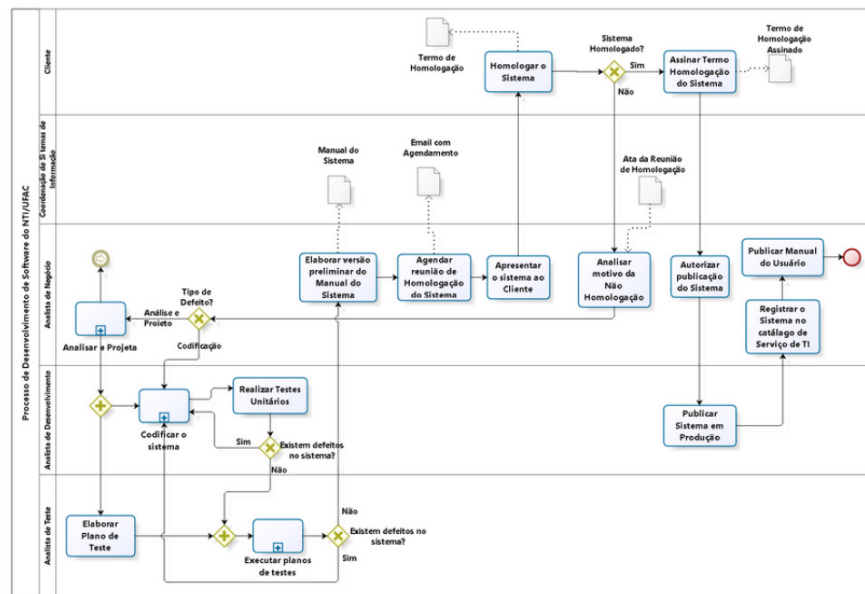 Processo de Desenvolvimento de Software do NTI/UFAC
Cliente
Termo de
Homologação
Homologar o
Sistema
Sistema
Homologado?
Sim
Não
Assinar Termo
Homologação
do Sistema
Termo de
Homologação
Assinado
Coordenação de Sistemas de
Informação
Manual do
Sistema
Email com
Agendamento
Ata da Reunião
de Homologação
Analista de Negócio
Elaborar versão
preliminar do
Manual do
Sistema
Agendar
reunião de
Homologação
do Sistema
Apresentar
o sistema ao
Cliente
Analisar
motivo da
Não
Homologação
Autorizar
publicação
do Sistema
Publicar Manual
do Usuário
Registrar o
Sistema no
catálago de
Serviço de TI
Tipo de
Defeito?
Análise e
Projeto
Codificação
Analisar e Projeta
Analista de Desenvolvimento
Codificar o
sistema
Realizar Testes
Unitários
Sim
Existem defeitos
no sistema?
Não
Publicar
Sistema em
Produção
Analista de Teste
Elaborar
Plano de
Teste
Executar planos
de testes
Não
Existem defeitos no
sistema?
Sim